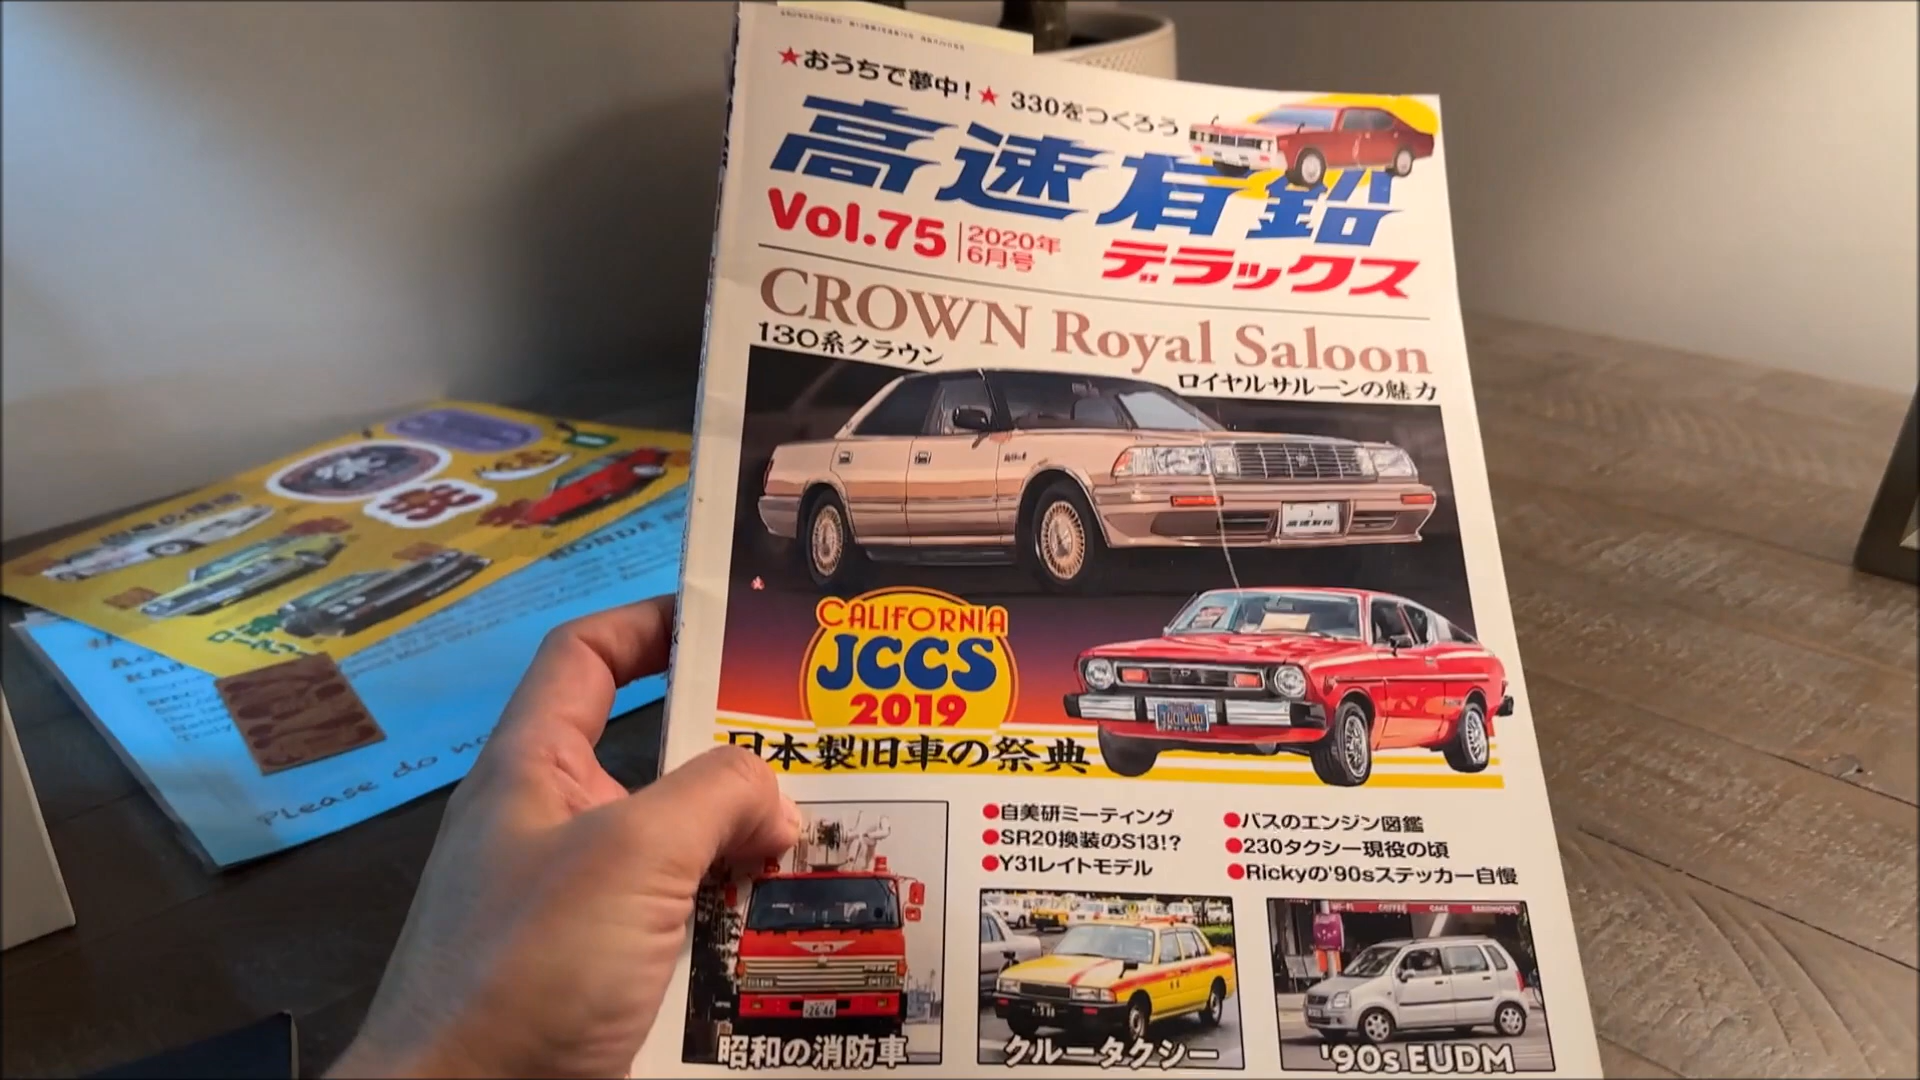 ★おうちで夢中!★ 330をつくろう
高速有鉛
デラックス
Vol.75
2020年
6月号
CROWN Royal Saloon
130系クラウン
ロイヤルサルーンの魅力
高速有鉛
CALIFORNIA
JCCS
2019
日本製旧車の祭典
●自美研ミーティング
●SR20換装のS13!?
●Y31レイトモデル
●バスのエンジン図鑑
●230タクシー現役の頃
●Rickyの'90sステッカー自慢
昭和の消防車
クルータクシー
'90s EUDM
HONDA
Please do no